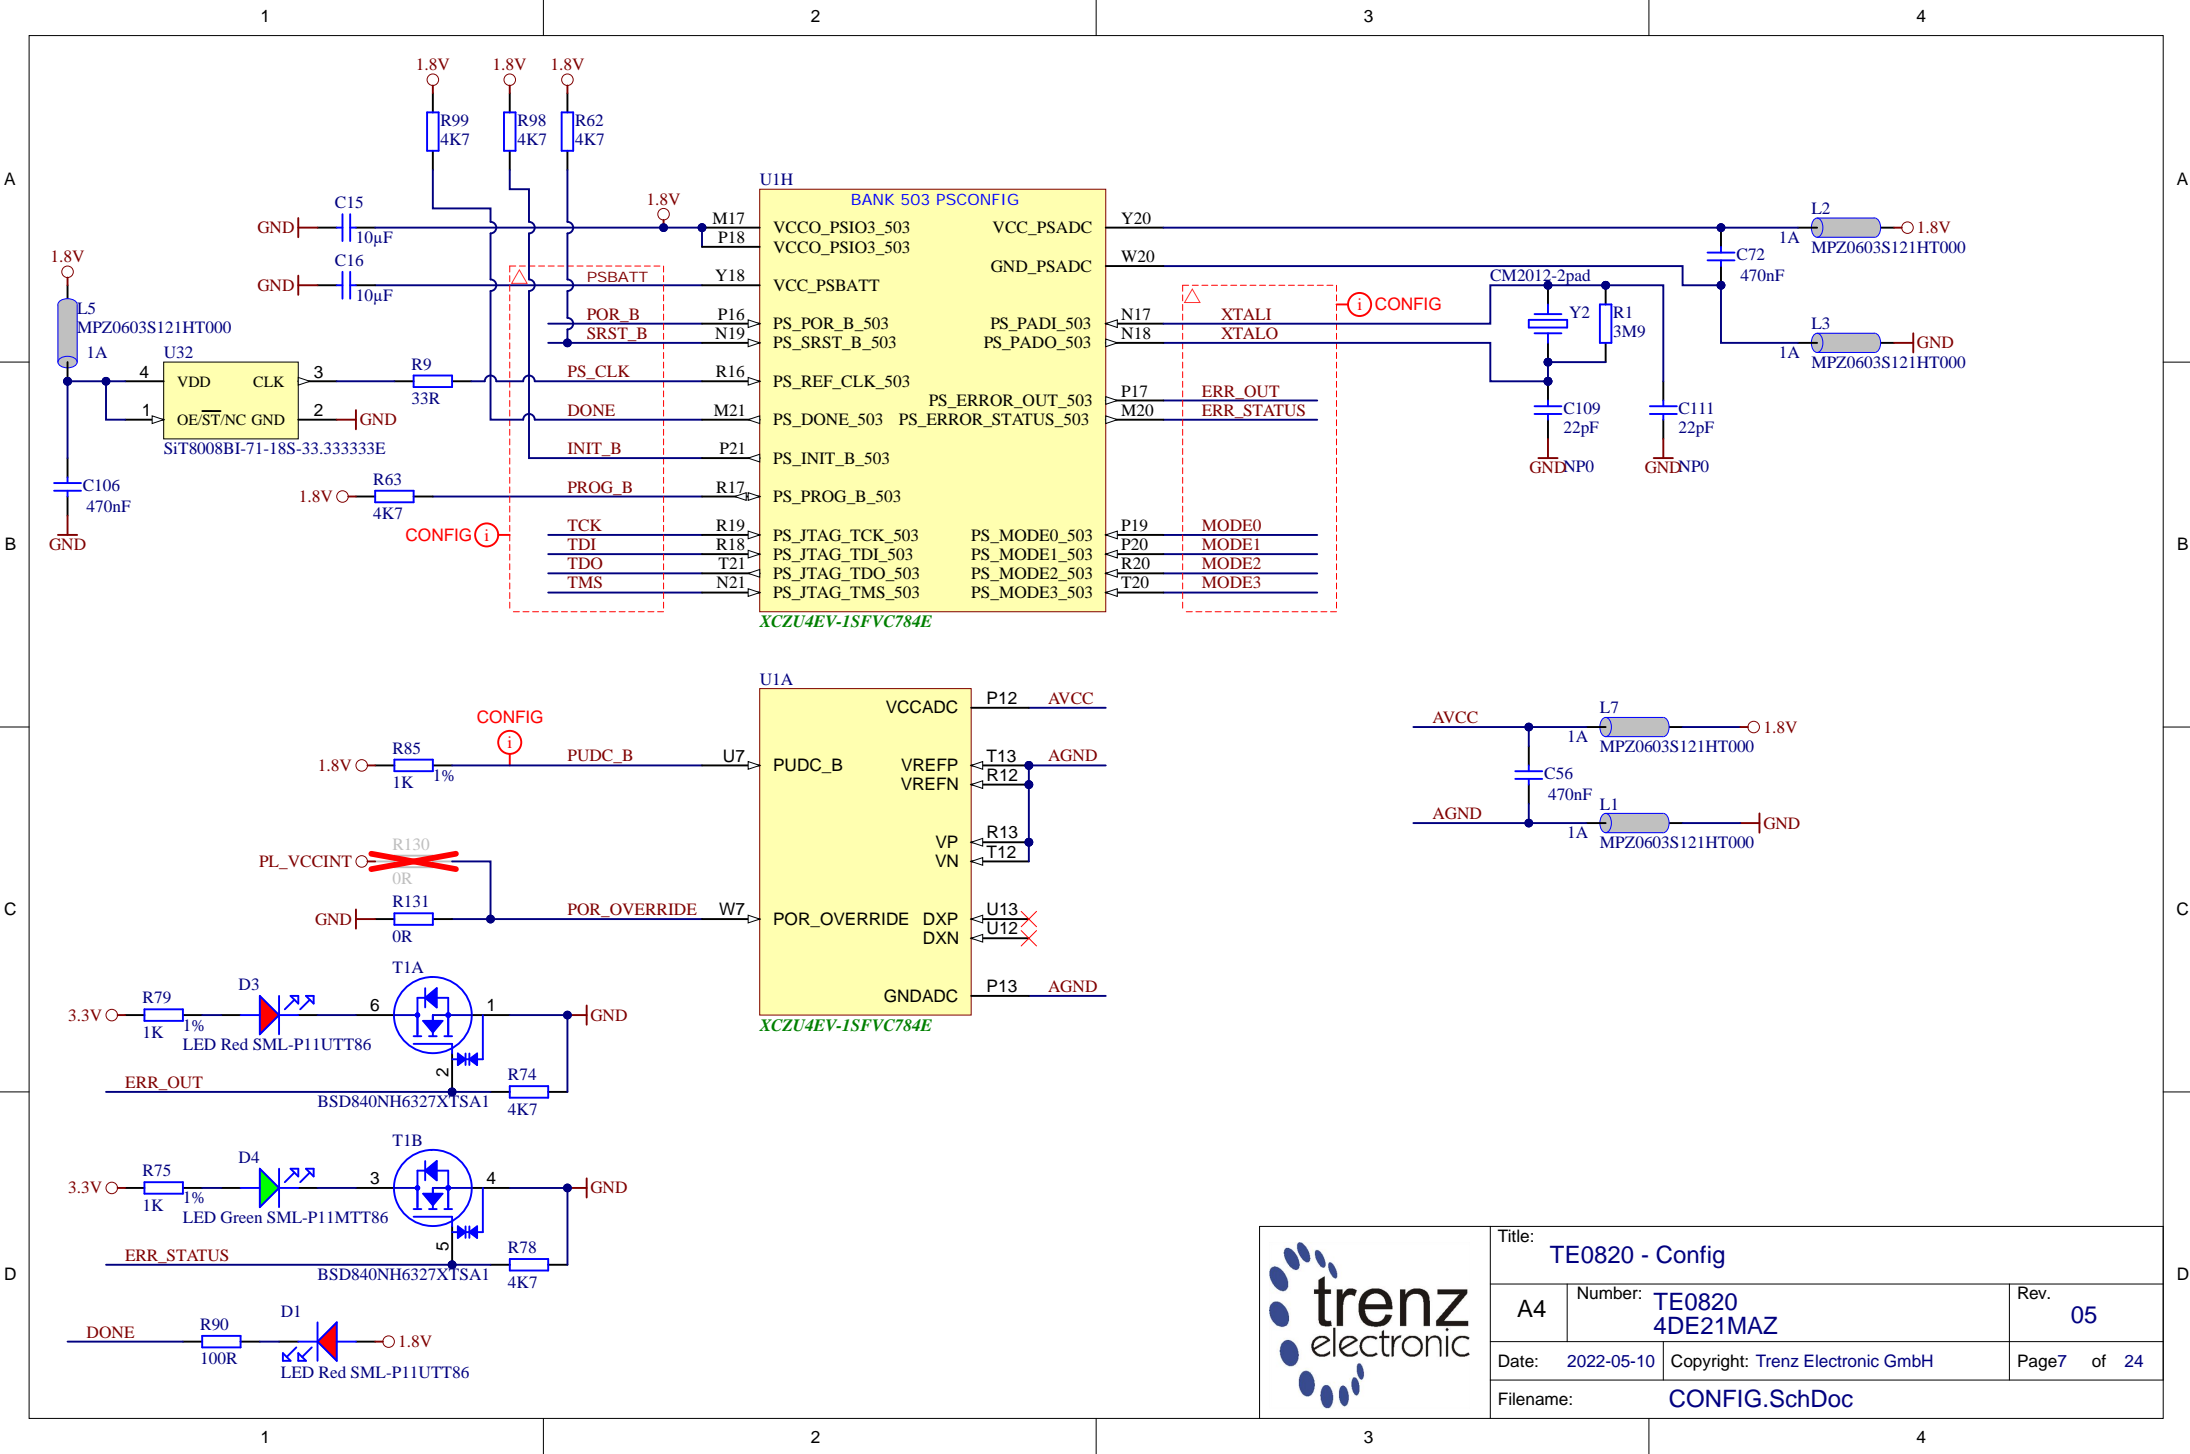 1 2 3 4
A A
B B
C C
D D
1 2 3 4
1.8V 1.8V 1.8V
R99
4K7
R98
4K7
R62
4K7
1.8V
GND
C15
10µF
GND
C16
10µF
1.8V
L5
MPZ0603S121HT000
1A
U32
4 VDD CLK 3
1 OE/ST/NC GND 2
GND
SiT8008BI-71-18S-33.333333E
C106
470nF
GND
R9
33R
1.8V
R63
4K7
CONFIG i
PSBATT
POR_B
SRST_B
PS_CLK
DONE
INIT_B
PROG_B
TCK
TDI
TDO
TMS
U1H
BANK 503 PSCONFIG
M17 VCCO_PSIO3_503
P18 VCCO_PSIO3_503
Y18 VCC_PSBATT
P16 PS_POR_B_503
N19 PS_SRST_B_503
R16 PS_REF_CLK_503
M21 PS_DONE_503
P21 PS_INIT_B_503
R17 PS_PROG_B_503
R19 PS_JTAG_TCK_503
R18 PS_JTAG_TDI_503
T21 PS_JTAG_TDO_503
N21 PS_JTAG_TMS_503
VCC_PSADC Y20
GND_PSADC W20
PS_PADI_503 N17 XTALI
PS_PADO_503 N18 XTALO
PS_ERROR_OUT_503 P17 ERR_OUT
PS_ERROR_STATUS_503 M20 ERR_STATUS
PS_MODE0_503 P19 MODE0
PS_MODE1_503 P20 MODE1
PS_MODE2_503 R20 MODE2
PS_MODE3_503 T20 MODE3
XCZU4EV-1SFVC784E
i CONFIG
CM2012-2pad
Y2
R1
3M9
C109
22pF
GND NP0
C111
22pF
GND NP0
L2
1A
MPZ0603S121HT000
1.8V
C72
470nF
L3
1A
MPZ0603S121HT000
GND
CONFIG
i
1.8V
R85
1K
1%
PUDC_B
PL_VCCINT
R130
0R
GND
R131
0R
POR_OVERRIDE
U1A
U7 PUDC_B
W7 POR_OVERRIDE
VCCADC P12 AVCC
VREFP T13 AGND
VREFN R12
VP R13
VN T12
DXP U13
DXN U12
GNDADC P13 AGND
XCZU4EV-1SFVC784E
AVCC
L7
1A
MPZ0603S121HT000
1.8V
C56
470nF
AGND
L1
1A
MPZ0603S121HT000
GND
3.3V
R79
1K
1%
D3
LED Red SML-P11UTT86
T1A
6 1
2
GND
ERR_OUT
BSD840NH6327XTSA1
R74
4K7
3.3V
R75
1K
1%
D4
LED Green SML-P11MTT86
T1B
3 4
5
GND
ERR_STATUS
BSD840NH6327XTSA1
R78
4K7
DONE
R90
100R
D1
1.8V
LED Red SML-P11UTT86
trenz
electronic
Title:
TE0820 - Config
A4
Number: TE0820
4DE21MAZ
Rev.
05
Date: 2022-05-10
Copyright: Trenz Electronic GmbH
Page7 of 24
Filename: CONFIG.SchDoc